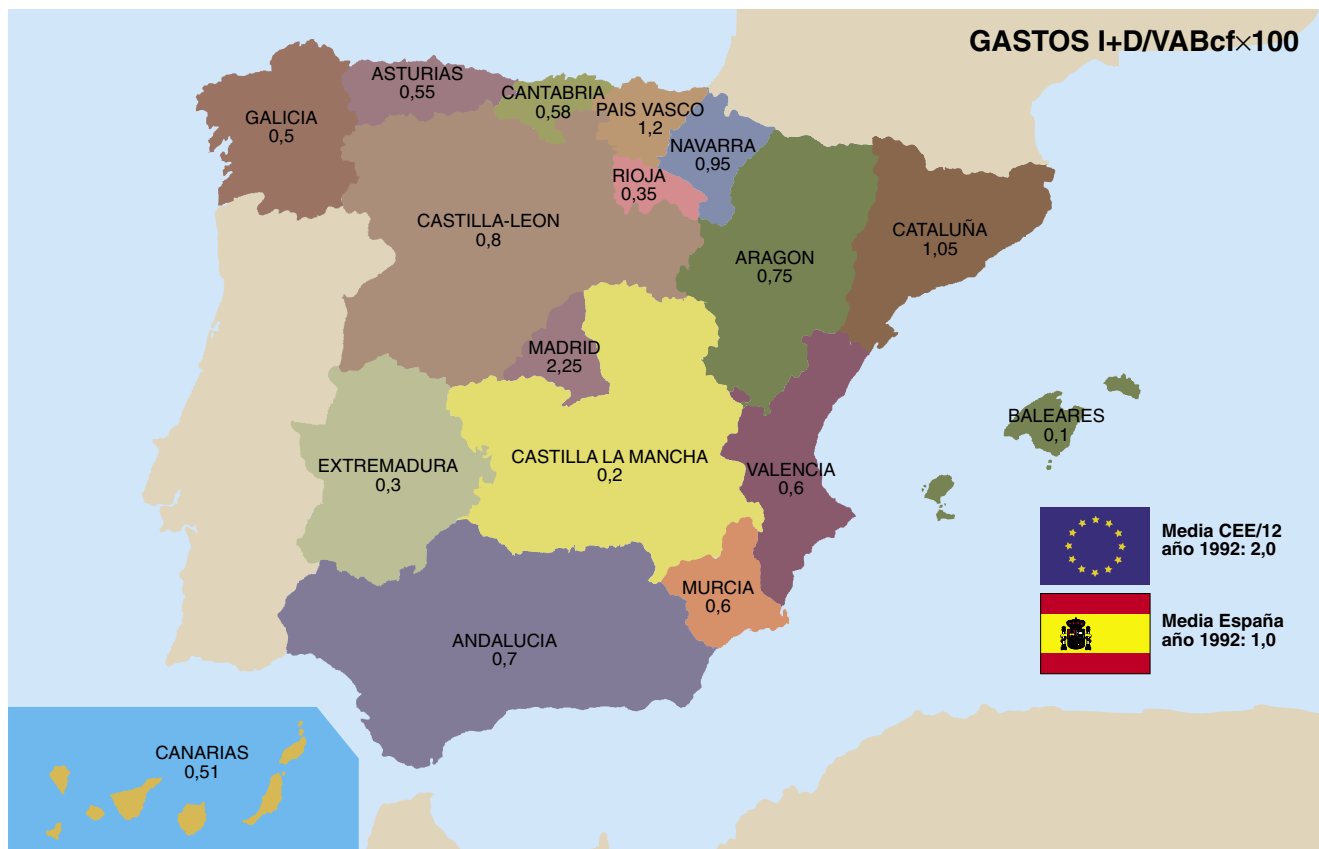 GASTOS I+D/VABcf×100
ASTURIAS
0,55
CANTABRIA
0,58
PAIS VASCO
1,2
GALICIA
0,5
NAVARRA
0,95
RIOJA
0,35
CASTILLA-LEON
0,8
CATALUÑA
1,05
ARAGON
0,75
MADRID
2,25
BALEARES
0,1
EXTREMADURA
0,3
CASTILLA LA MANCHA
0,2
VALENCIA
0,6
Media CEE/12
año 1992: 2,0
MURCIA
0,6
Media España
año 1992: 1,0
ANDALUCIA
0,7
CANARIAS
0,51